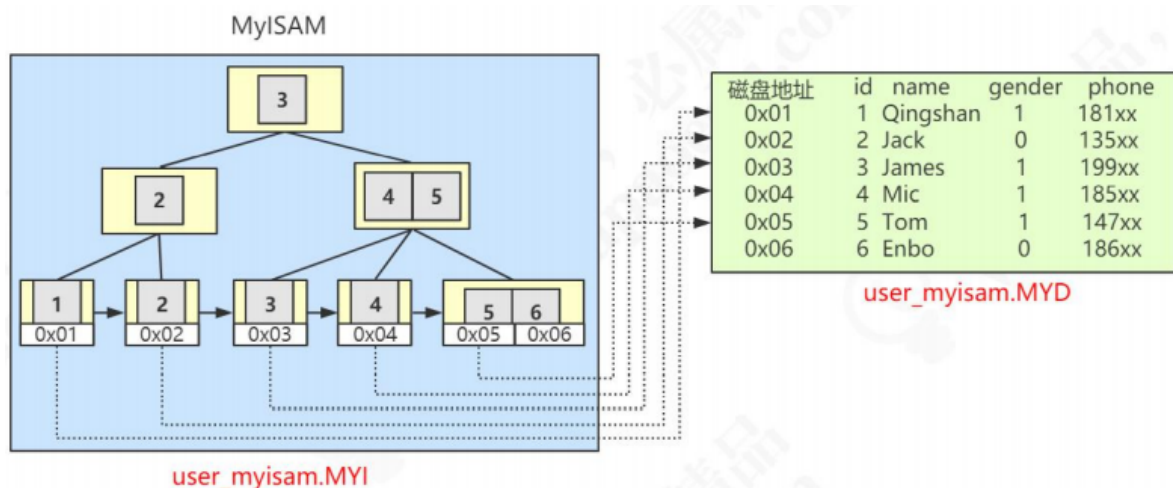 MyISAM
3
2
4 5
1 2 3 4 5 6
0x01 0x02 0x03 0x04 0x05 0x06
user_myisam.MYI
磁盘地址 id name gender phone
0x01 1 Qingshan 1 181xx
0x02 2 Jack 0 135xx
0x03 3 James 1 199xx
0x04 4 Mic 1 185xx
0x05 5 Tom 1 147xx
0x06 6 Enbo 0 186xx
user_myisam.MYD